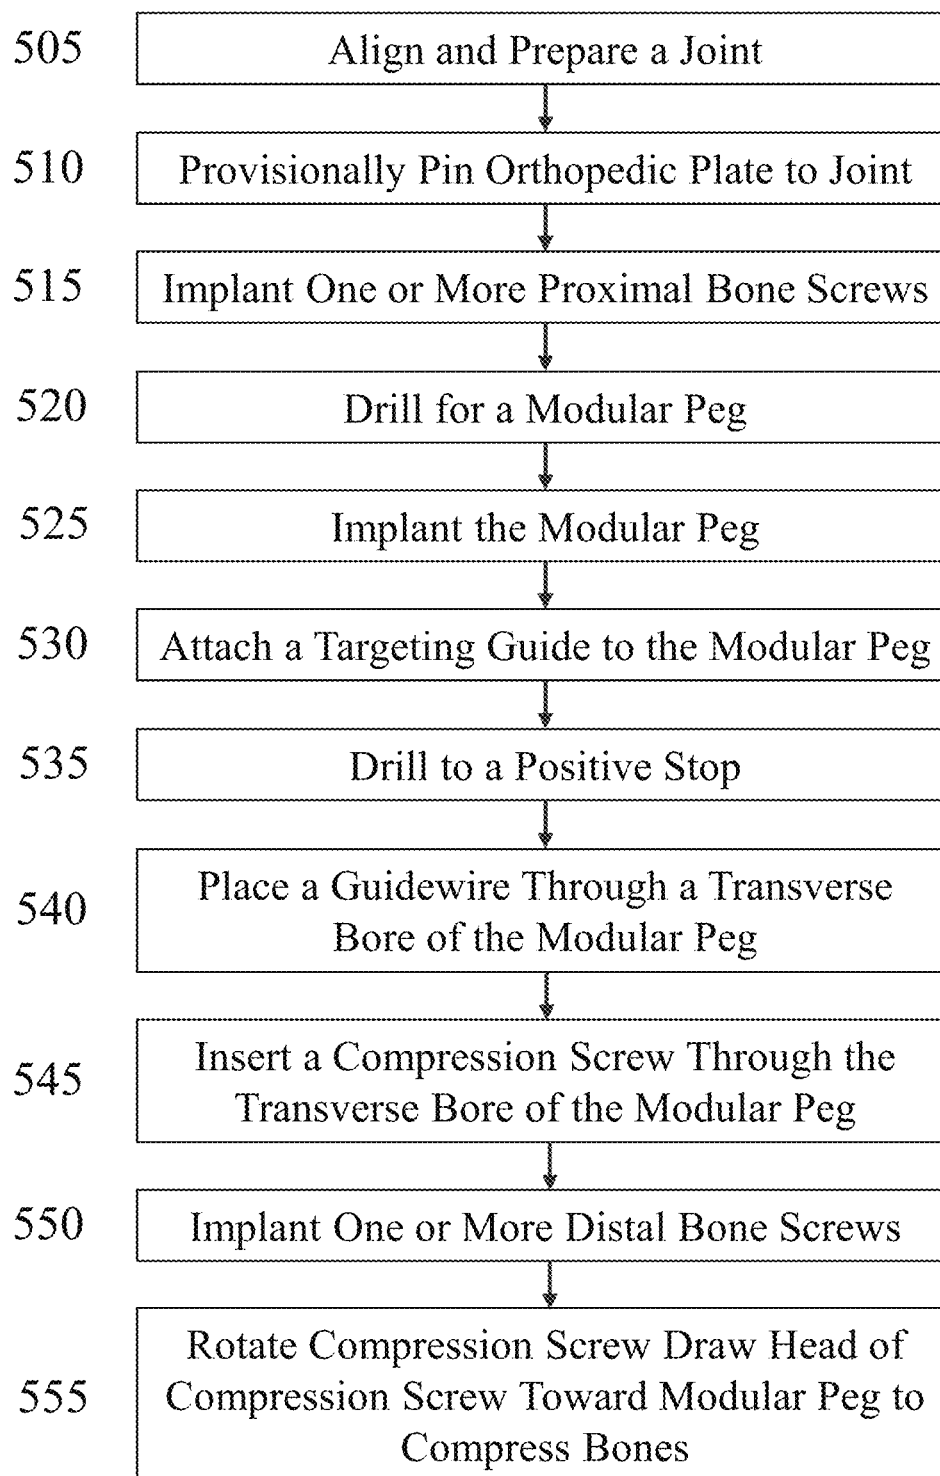 505
Align and Prepare a Joint
510
Provisionally Pin Orthopedic Plate to Joint
515
Implant One or More Proximal Bone Screws
520
Drill for a Modular Peg
525
Implant the Modular Peg
530
Attach a Targeting Guide to the Modular Peg
535
Drill to a Positive Stop
540
Place a Guidewire Through a Transverse
Bore of the Modular Peg
545
Insert a Compression Screw Through the
Transverse Bore of the Modular Peg
550
Implant One or More Distal Bone Screws
555
Rotate Compression Screw Draw Head of
Compression Screw Toward Modular Peg to
Compress Bones